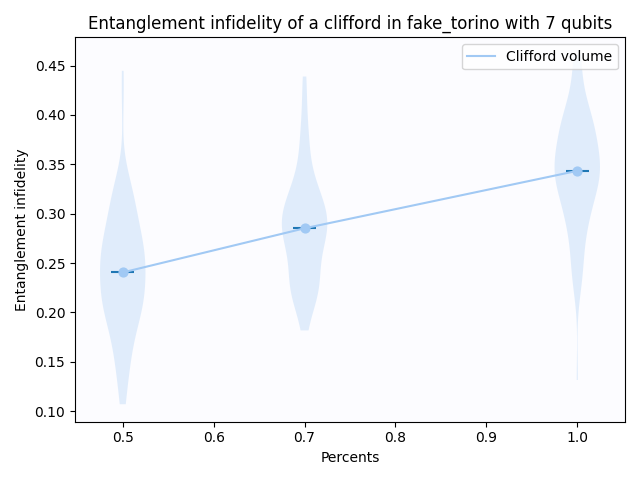 Entanglement infidelity of a clifford in fake_torino with 7 qubits
Clifford volume
Entanglement infidelity
0.45
0.40
0.35
0.30
0.25
0.20
0.15
0.10
0.5 0.6 0.7 0.8 0.9 1.0
Percents